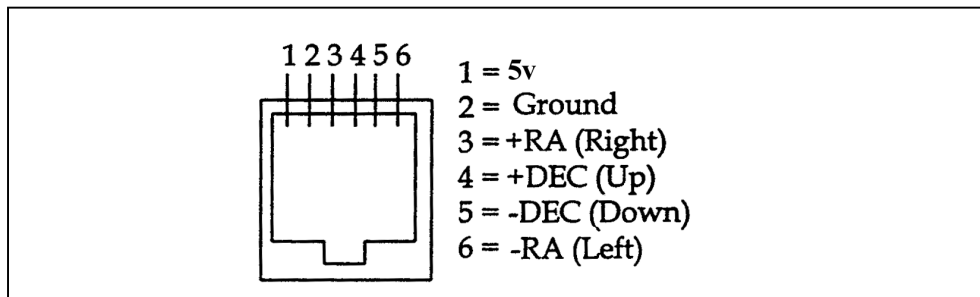 1 2 3 4 5 6
1 = 5v
2 = Ground
3 = +RA (Right)
4 = +DEC (Up)
5 = -DEC (Down)
6 = -RA (Left)